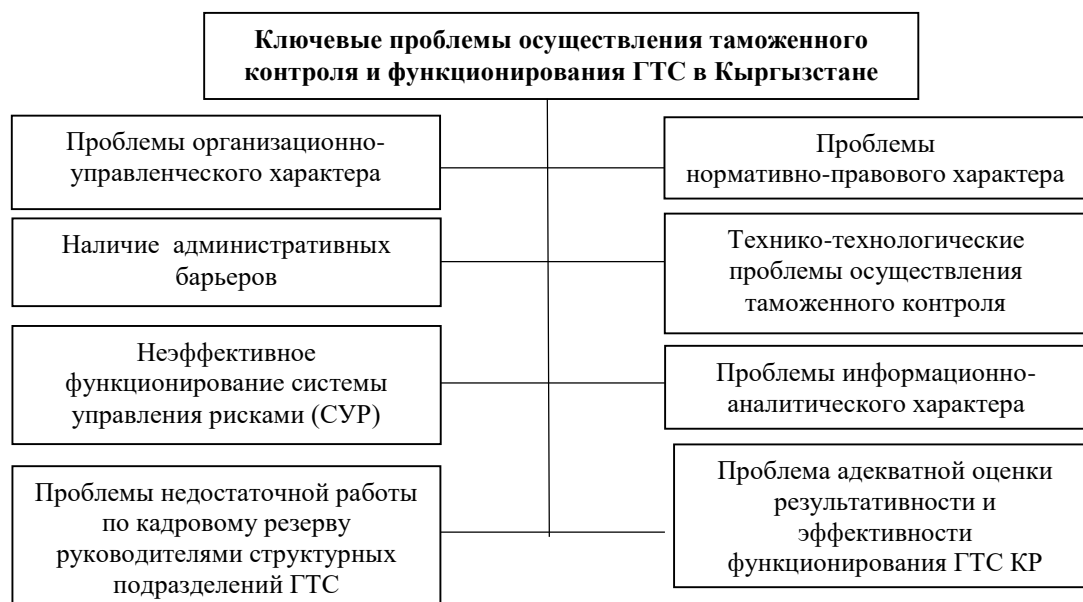 Ключевые проблемы осуществления таможенного
контроля и функционирования ГТС в Кыргызстане
Проблемы организационно-
управленческого характера
Проблемы
нормативно-правового характера
Наличие административных
барьеров
Технико-технологические
проблемы осуществления
таможенного контроля
Неэффективное
функционирование системы
управления рисками (СУР)
Проблемы информационно-
аналитического характера
Проблемы недостаточной работы
по кадровому резерву
руководителями структурных
подразделений ГТС
Проблема адекватной оценки
результативности и
эффективности
функционирования ГТС КР